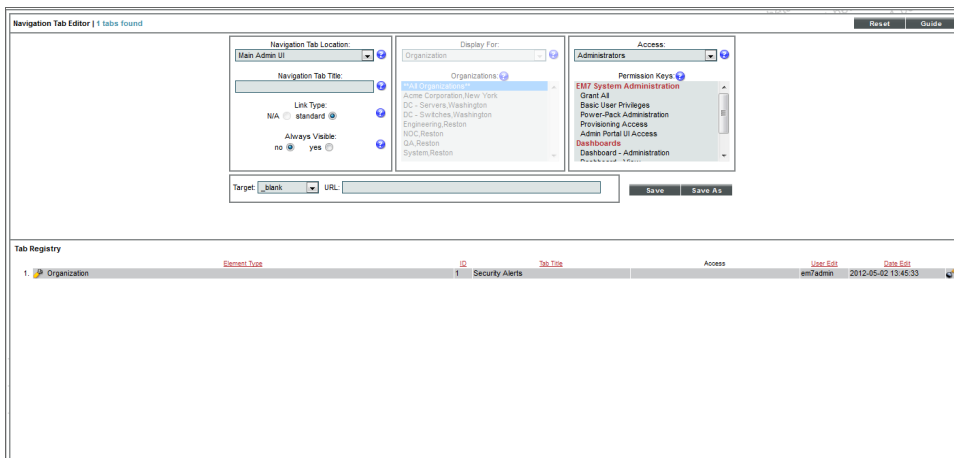 Navigation Tab Editor | 1 tabs found
Reset
Guide
Navigation Tab Location:
Main Admin UI
Navigation Tab Title:
Link Type:
N/A standard
Always Visible:
no yes
Display For:
Organization
Organizations:
**All Organizations**
Acme Corporation,New York
DC - Servers,Washington
DC - Switches,Washington
Engineering,Reston
NOC,Reston
QA,Reston
System,Reston
Access:
Administrators
Permission Keys:
EM7 System Administration
Grant All
Basic User Privileges
Power-Pack Administration
Provisioning Access
Admin Portal UI Access
Dashboards
Dashboard - Administration
Dashboard - View
Target: _blank URL:
Save
Save As
Tab Registry
Element Type ID Tab Title Access User Edit Date Edit
1. Organization 1 Security Alerts em7admin 2012-05-02 13:45:33